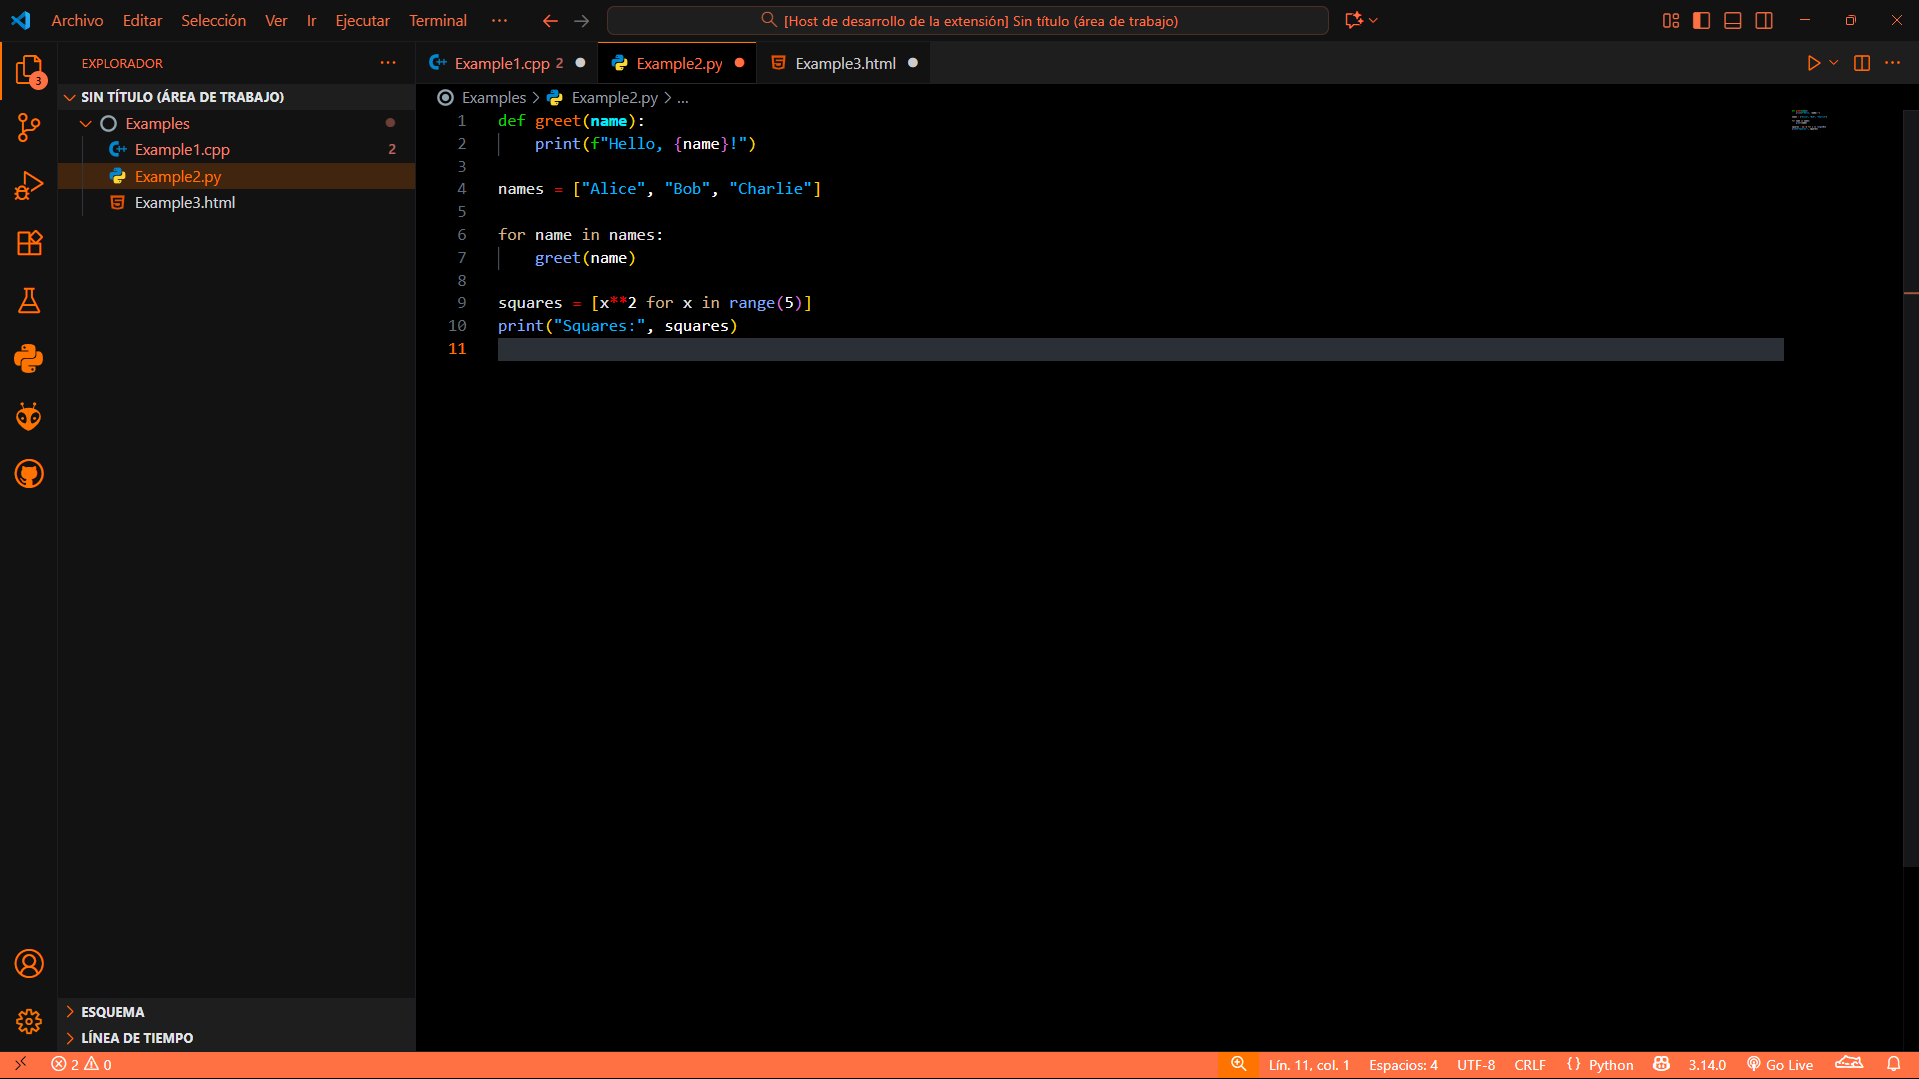 Archivo Editar Selección Ver Ir Ejecutar Terminal ··· [Host de desarrollo de la extensión] Sin título (área de trabajo)
EXPLORADOR
3
SIN TÍTULO (ÁREA DE TRABAJO)
Examples
Example1.cpp 2
Example2.py
Example3.html
ESQUEMA
LÍNEA DE TIEMPO
Example1.cpp 2 Example2.py Example3.html
Examples > Example2.py > ...
1 def greet(name):
2 print(f"Hello, {name}!")
3
4 names = ["Alice", "Bob", "Charlie"]
5
6 for name in names:
7 greet(name)
8
9 squares = [x**2 for x in range(5)]
10 print("Squares:", squares)
11
2 0 Lín. 11, col. 1 Espacios: 4 UTF-8 CRLF {} Python 3.14.0 Go Live